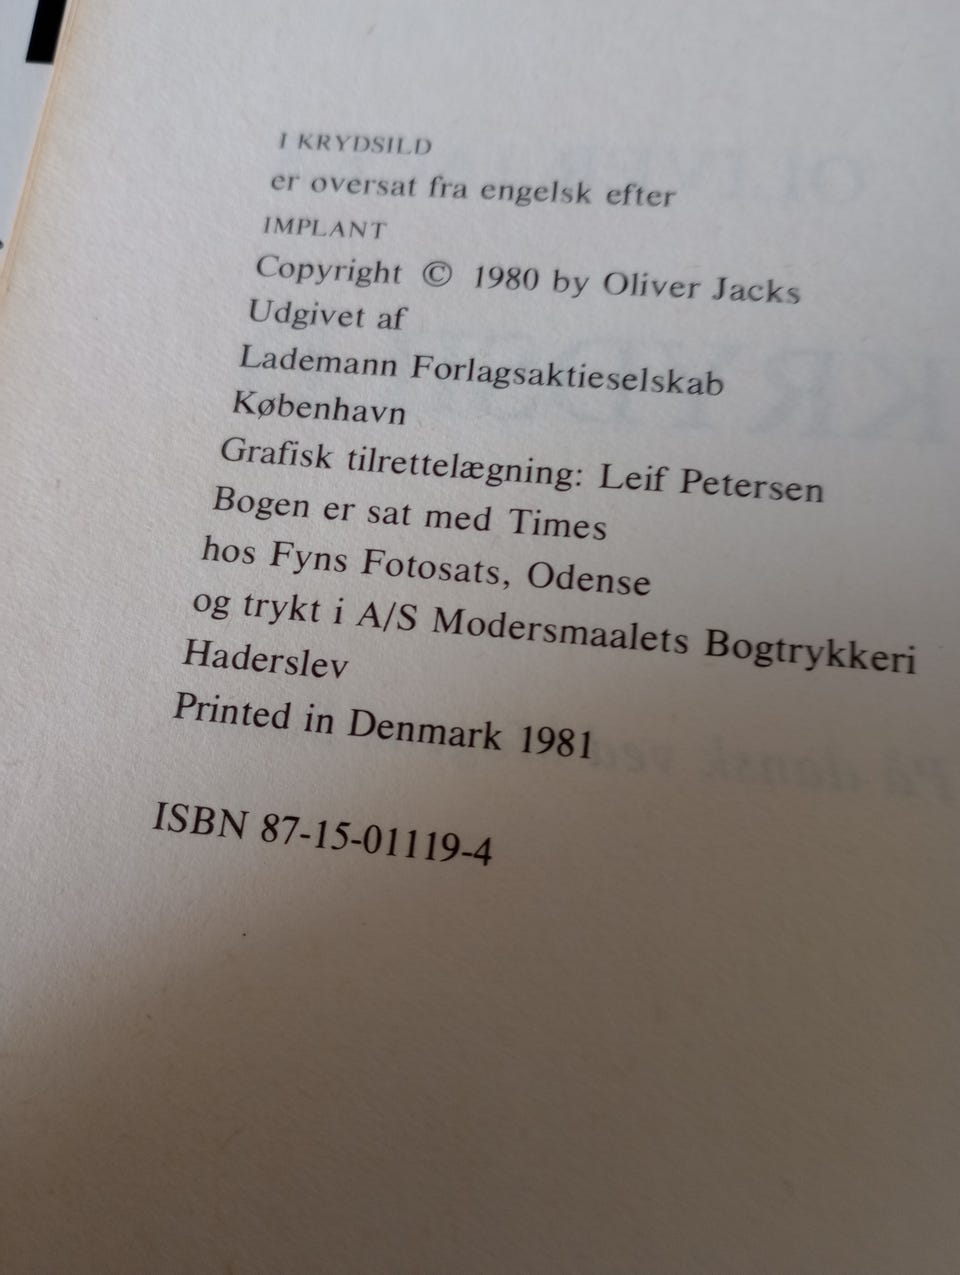 I KRYDSILD
er oversat fra engelsk efter
IMPLANT
Copyright © 1980 by Oliver Jacks
Udgivet af
Lademann Forlagsaktieselskab
København
Grafisk tilrettelægning: Leif Petersen
Bogen er sat med Times
hos Fyns Fotosats, Odense
og trykt i A/S Modersmaalets Bogtrykkeri
Haderslev
Printed in Denmark 1981
ISBN 87-15-01119-4